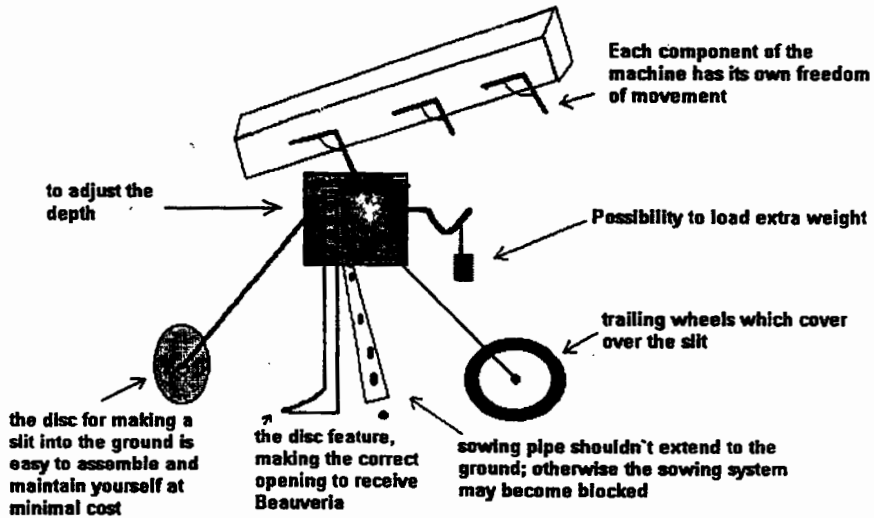 Each component of the
machine has its own freedom
of movement
to adjust the
depth
Possibility to load extra weight
trailing wheels which cover
over the slit
the disc for making a
slit into the ground is
easy to assemble and
maintain yourself at
minimal cost
the disc feature,
making the correct
opening to receive
Beauveria
sowing pipe shouldn`t extend to the
ground; otherwise the sowing system
may become blocked